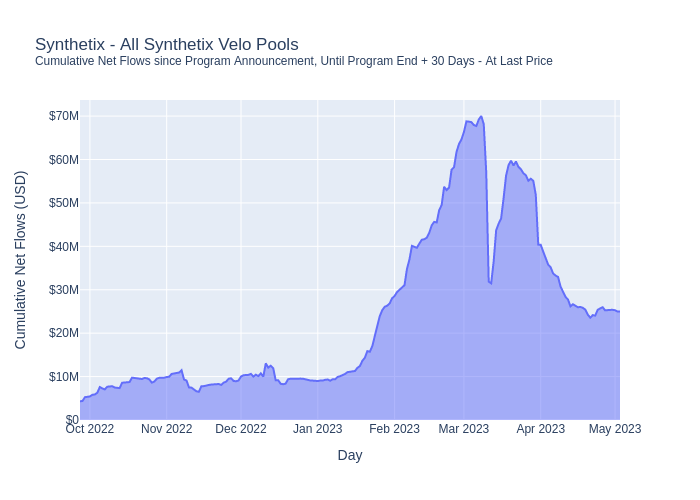 Synthetix - All Synthetix Velo Pools
Cumulative Net Flows since Program Announcement, Until Program End + 30 Days - At Last Price
Cumulative Net Flows (USD)
$70M
$60M
$50M
$40M
$30M
$20M
$10M
$0
Oct 2022
Nov 2022
Dec 2022
Jan 2023
Feb 2023
Mar 2023
Apr 2023
May 2023
Day